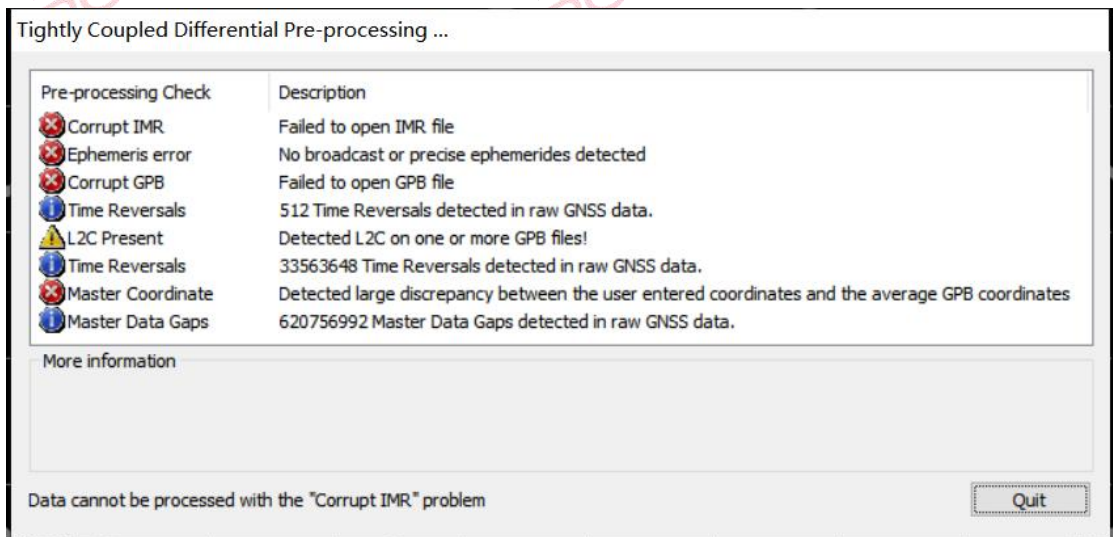 Tightly Coupled Differential Pre-processing ...
Pre-processing Check Description
Corrupt IMR Failed to open IMR file
Ephemeris error No broadcast or precise ephemerides detected
Corrupt GPB Failed to open GPB file
Time Reversals 512 Time Reversals detected in raw GNSS data.
L2C Present Detected L2C on one or more GPB files!
Time Reversals 33563648 Time Reversals detected in raw GNSS data.
Master Coordinate Detected large discrepancy between the user entered coordinates and the average GPB coordinates
Master Data Gaps 620756992 Master Data Gaps detected in raw GNSS data.
More information
Data cannot be processed with the "Corrupt IMR" problem Quit